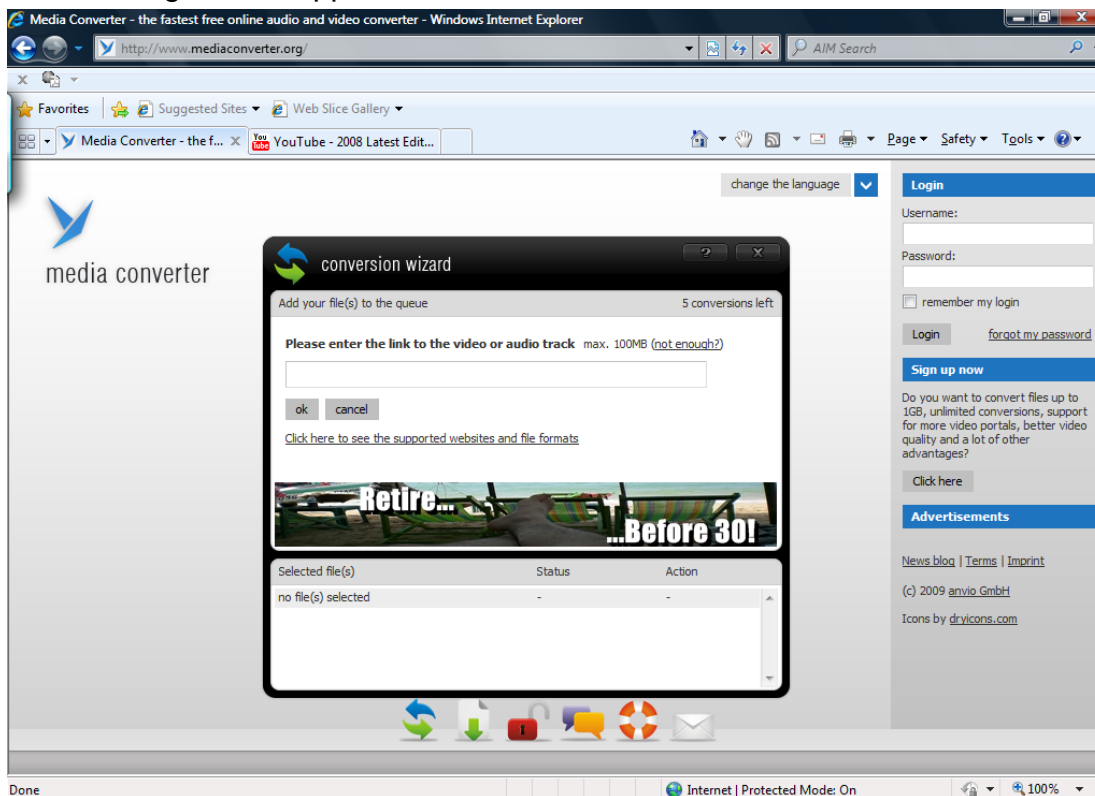 Media Converter - the fastest free online audio and video converter - Windows Internet Explorer
http://www.mediaconverter.org/
AIM Search
Favorites
Suggested Sites
Web Slice Gallery
Media Converter - the f...
You Tube
YouTube - 2008 Latest Edit...
Page
Safety
Tools
change the language
media converter
conversion wizard
?
X
Add your file(s) to the queue
5 conversions left
Please enter the link to the video or audio track max. 100MB (not enough?)
ok
cancel
Click here to see the supported websites and file formats
Retire...
...Before 30!
Selected file(s)
Status
Action
no file(s) selected
-
-
Login
Username:
Password:
remember my login
Login
forgot my password
Sign up now
Do you want to convert files up to
1GB, unlimited conversions, support
for more video portals, better video
quality and a lot of other
advantages?
Click here
Advertisements
News blog | Terms | Imprint
(c) 2009 anvio GmbH
Icons by dryicons.com
Done
Internet | Protected Mode: On
100%